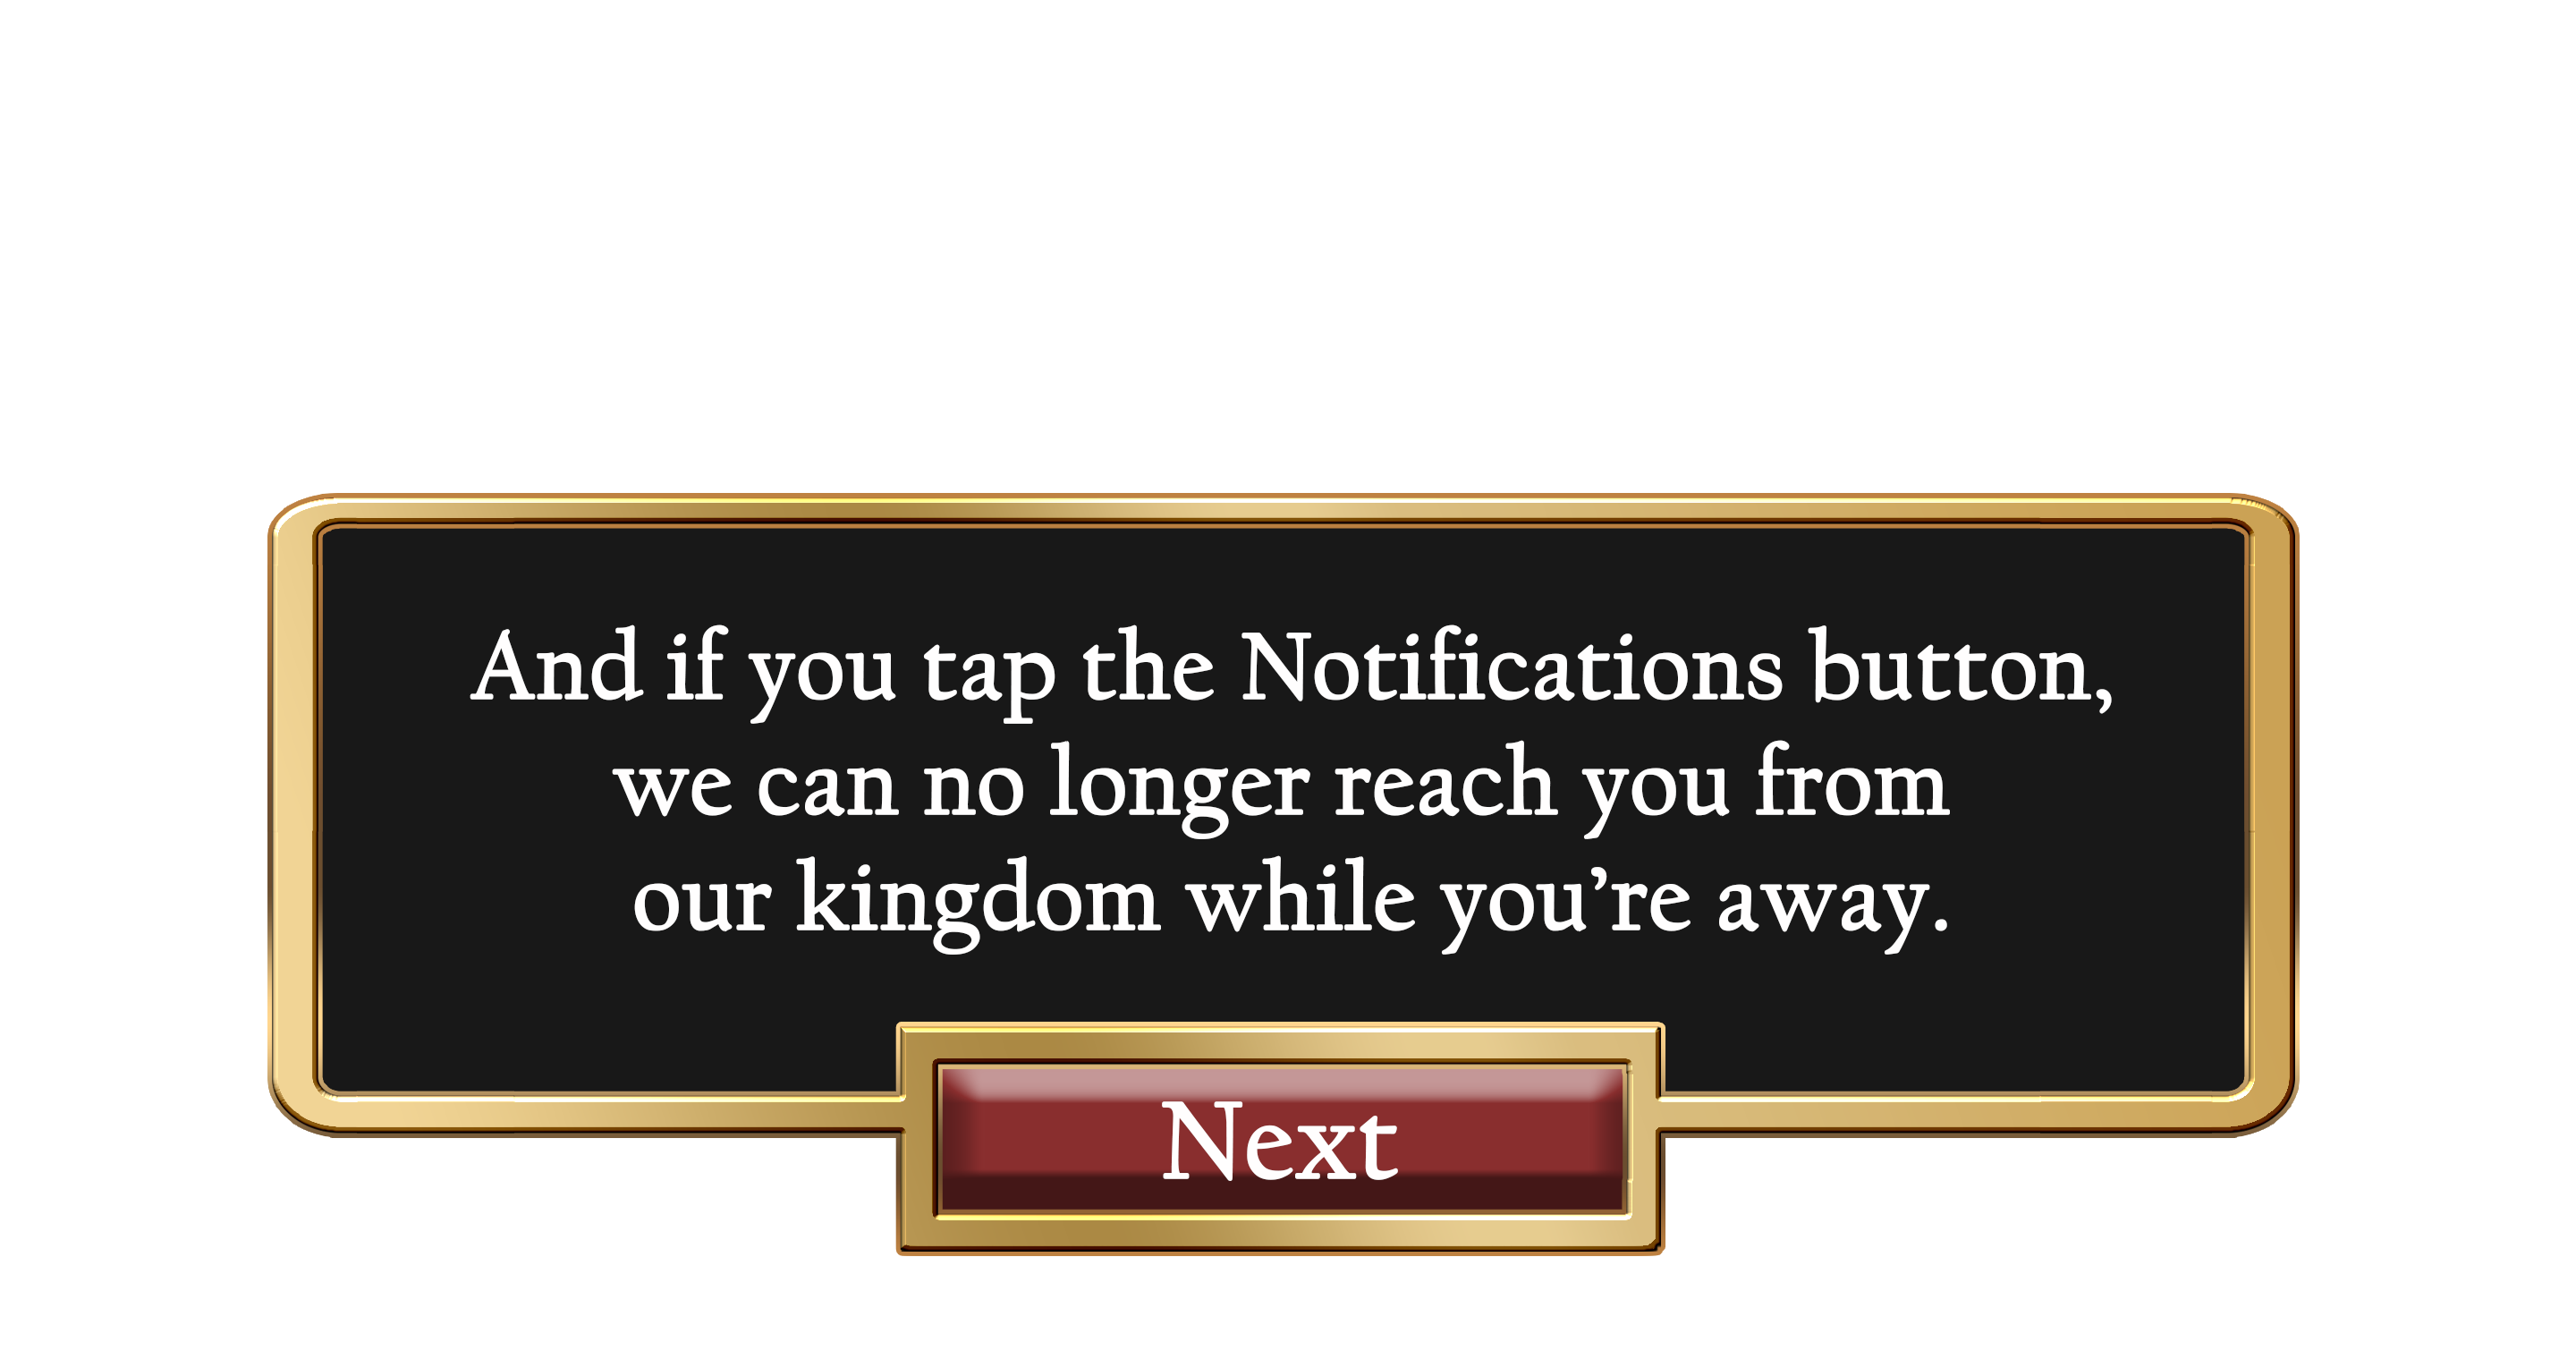 And if you tap the Notifications button,
we can no longer reach you from
our kingdom while you’re away.
Next